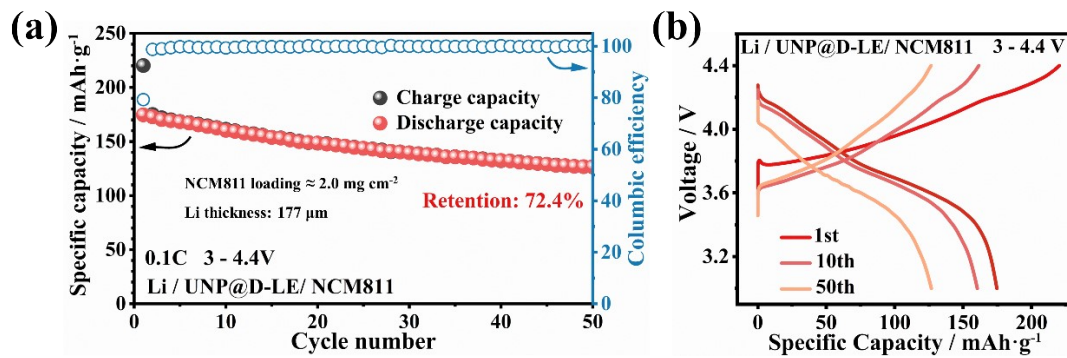 (a)
Specific capacity / mAh·g⁻¹
250
200
150
100
50
0
Charge capacity
Discharge capacity
NCM811 loading ≈ 2.0 mg cm⁻²
Li thickness: 177 μm
Retention: 72.4%
0.1C 3 - 4.4V
Li / UNP@D-LE/ NCM811
0 10 20 30 40 50
Cycle number
100
80
60
40
20
0
Columbic efficiency
(b)
Li / UNP@D-LE/ NCM811 3 - 4.4 V
Voltage / V
4.4
4.0
3.6
3.2
1st
10th
50th
0 50 100 150 200
Specific Capacity / mAh·g⁻¹